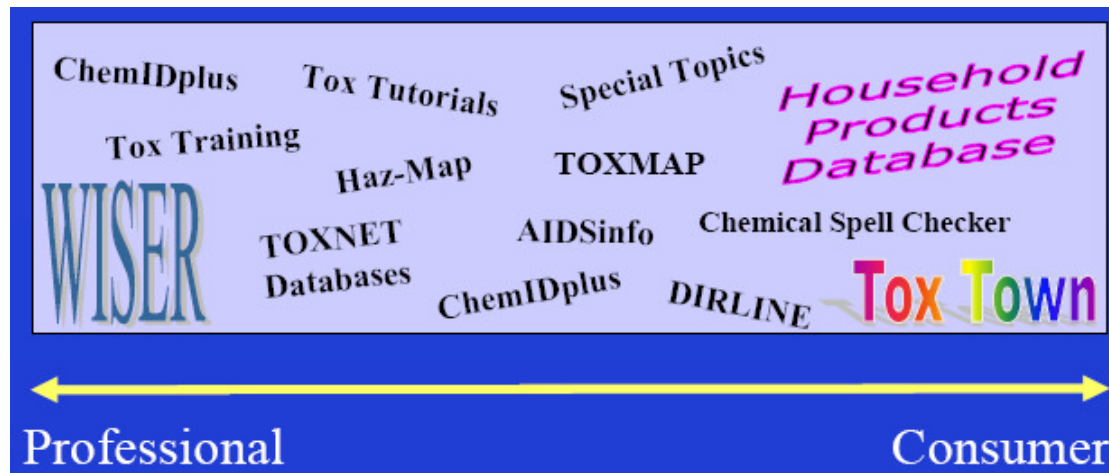 ChemIDplus
Tox Tutorials
Special Topics
Household
Products
Database
Tox Training
Haz-Map
TOXMAP
WISER
TOXNET
Databases
AIDSinfo
Chemical Spell Checker
ChemIDplus
DIRLINE
Tox Town
Professional
Consumer